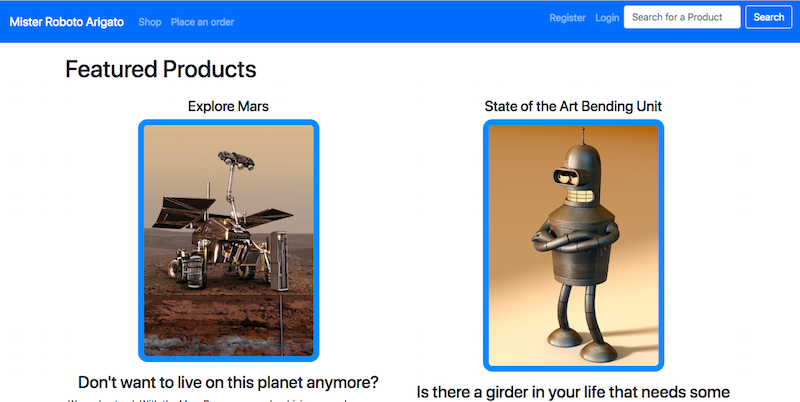 Mister Roboto Arigato Shop Place an order Register Login Search for a Product Search
Featured Products
Explore Mars
State of the Art Bending Unit
Don't want to live on this planet anymore?
Is there a girder in your life that needs some